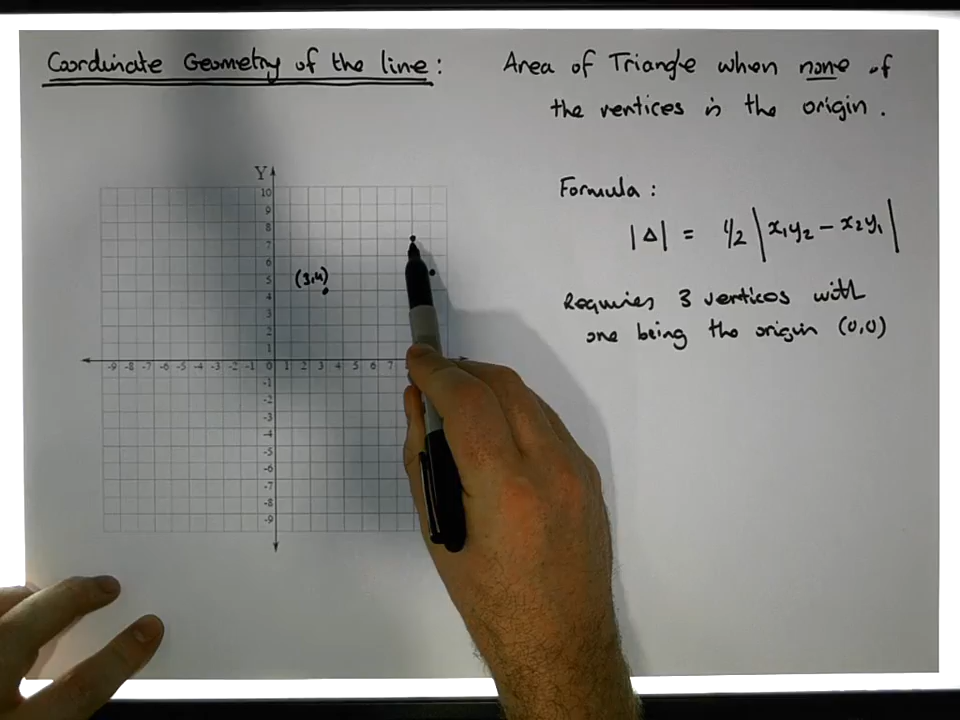 Coordinate Geometry of the line:
Area of Triangle when none of
the vertices is the origin.
Formula:
|Δ| = 1/2 |x₁y₂ - x₂y₁|
Requires 3 vertices with
one being the origin (0,0)
Y
10
9
8
7
6
5
4
3
2
1
(3,4)
-9 -8 -7 -6 -5 -4 -3 -2 -1 0 1 2 3 4 5 6 7
-1
-2
-3
-4
-5
-6
-7
-8
-9